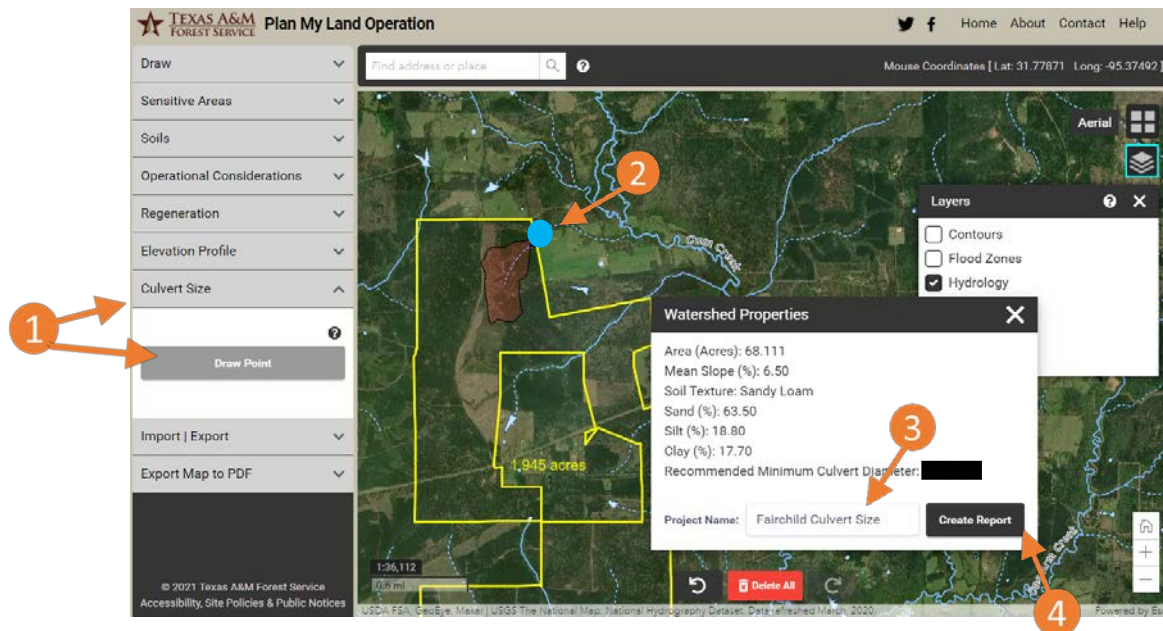 TEXAS A&M
FOREST SERVICE
Plan My Land Operation
Home About Contact Help
Draw
Sensitive Areas
Soils
Operational Considerations
Regeneration
Elevation Profile
Culvert Size
Draw Point
Import | Export
Export Map to PDF
© 2021 Texas A&M Forest Service
Accessibility, Site Policies & Public Notices
Find address or place
Mouse Coordinates [ Lat: 31.77871 Long: -95.37492 ]
Aerial
Layers
Contours
Flood Zones
Hydrology
1
2
Gum Creek
1,945 acres
Watershed Properties
Area (Acres): 68.111
Mean Slope (%): 6.50
Soil Texture: Sandy Loam
Sand (%): 63.50
Silt (%): 18.80
Clay (%): 17.70
Recommended Minimum Culvert Diameter:
3
Project Name: Fairchild Culvert Size Create Report
4
1:36,112
0.6 mi
Delete All
USDA FSA, GeoEye, Maxar | USGS The National Map: National Hydrography Dataset. Data refreshed March, 2020.
Powered by Es